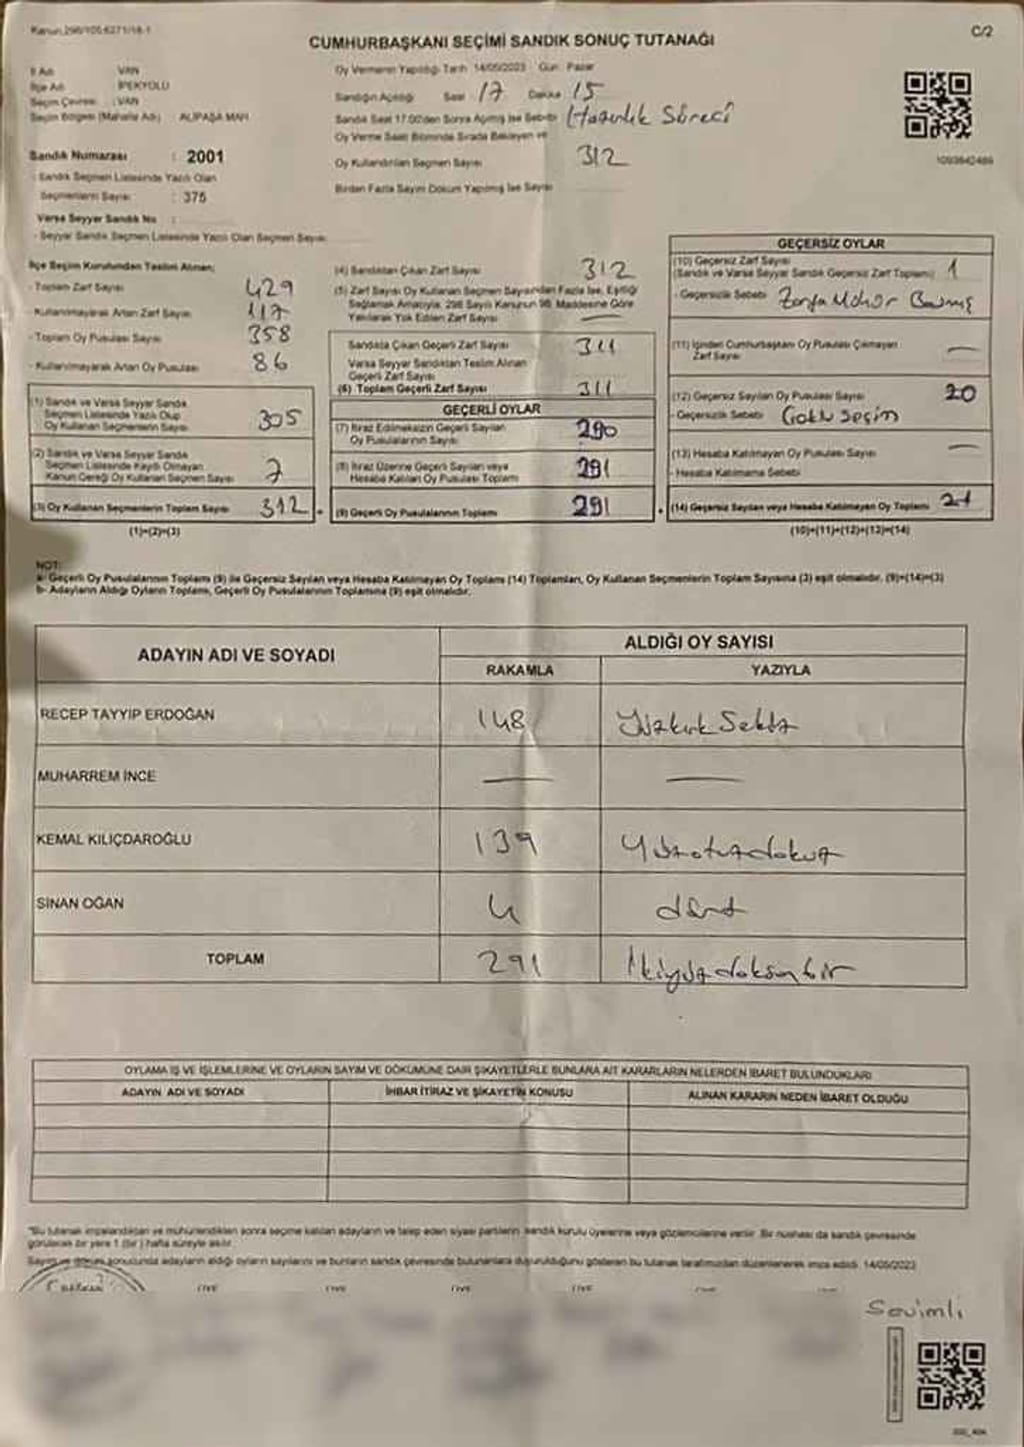 Kanun 298/105.6271/16-1
C/2
CUMHURBAŞKANI SEÇİMİ SANDIK SONUÇ TUTANAĞI
İl Adı : VAN
İlçe Adı : İPEKYOLU
Seçim Çevresi : VAN
Seçim Bölgesi (Mahalle Adı) : ALİPAŞA MAH.
Sandık Numarası : 2001
- Sandık Seçmen Listesinde Yazılı Olan
Seçmenlerin Sayısı : 375
Varsa Seyyar Sandık No :
- Seyyar Sandık Seçmen Listesinde Yazılı Olan Seçmen Sayısı
Oy Vermenin Yapıldığı Tarih 14/05/2023 Gün: Pazar
Sandığın Açıldığı Saat 17 Dakika 15
Sandık Saat 17:00'den Sonra Açılmış İse Sebebi Hazırlık Süreci
Oy Verme Saati Bitiminde Sırada Bekleyen ve
Oy Kullandırılan Seçmen Sayısı 312
Birden Fazla Sayım Döküm Yapılmış İse Sayısı
1093642489
İlçe Seçim Kurulundan Teslim Alınan;
- Toplam Zarf Sayısı 429
- Kullanılmayarak Artan Zarf Sayısı 117
- Toplam Oy Pusulası Sayısı 358
- Kullanılmayarak Artan Oy Pusulası 86
(1) Sandık ve Varsa Seyyar Sandık
Seçmen Listesinde Yazılı Olup
Oy Kullanan Seçmenlerin Sayısı 305
(2) Sandık ve Varsa Seyyar Sandık
Seçmen Listesinde Kayıtlı Olmayan
Kanun Gereği Oy Kullanan Seçmen Sayısı 7
(3) Oy Kullanan Seçmenlerin Toplam Sayısı 312
(1)+(2)=(3)
(4) Sandıktan Çıkan Zarf Sayısı 312
(5) Zarf Sayısı Oy Kullanan Seçmen Sayısından Fazla İse, Eşitliği
Sağlamak Amacıyla, 298 Sayılı Kanunun 98. Maddesine Göre
Yakılarak Yok Edilen Zarf Sayısı —
Sandıkta Çıkan Geçerli Zarf Sayısı 311
Varsa Seyyar Sandıktan Teslim Alınan
Geçerli Zarf Sayısı
(6) Toplam Geçerli Zarf Sayısı 311
GEÇERLİ OYLAR
(7) İtiraz Edilmeksizin Geçerli Sayılan
Oy Pusulalarının Sayısı 290
(8) İtiraz Üzerine Geçerli Sayılan veya
Hesaba Katılan Oy Pusulası Toplamı 291
(9) Geçerli Oy Pusulalarının Toplamı 291
GEÇERSİZ OYLAR
(10) Geçersiz Zarf Sayısı
(Sandık ve Varsa Seyyar Sandık Geçersiz Zarf Toplamı) 1
- Geçersizlik Sebebi Zarfa Mühür Basmış
(11) İçinden Cumhurbaşkanı Oy Pusulası Çıkmayan
Zarf Sayısı —
(12) Geçersiz Sayılan Oy Pusulası Sayısı 20
- Geçersizlik Sebebi Çoklu Seçim
(13) Hesaba Katılmayan Oy Pusulası Sayısı —
- Hesaba Katılmama Sebebi
(14) Geçersiz Sayılan veya Hesaba Katılmayan Oy Toplamı 21
(10)+(11)+(12)+(13)=(14)
NOT:
a- Geçerli Oy Pusulalarının Toplamı (9) ile Geçersiz Sayılan veya Hesaba Katılmayan Oy Toplamı (14) Toplamları, Oy Kullanan Seçmenlerin Toplam Sayısına (3) eşit olmalıdır. (9)+(14)=(3)
b- Adayların Aldığı Oyların Toplamı, Geçerli Oy Pusulalarının Toplamına (9) eşit olmalıdır.
ADAYIN ADI VE SOYADI
ALDIĞI OY SAYISI
RAKAMLA YAZIYLA
RECEP TAYYIP ERDOĞAN 148 Yüzkırk Sekiz
MUHARREM İNCE — —
KEMAL KILIÇDAROĞLU 139 Yüzotuzdokuz
SİNAN OĞAN 4 dört
TOPLAM 291 İkiyüzdoksanbir
OYLAMA İŞ VE İŞLEMLERİNE VE OYLARIN SAYIM VE DÖKÜMÜNE DAİR ŞİKAYETLERLE BUNLARA AİT KARARLARIN NELERDEN İBARET BULUNDUKLARI
ADAYIN ADI VE SOYADI
İHBAR İTİRAZ VE ŞİKAYETİN KONUSU
ALINAN KARARIN NEDEN İBARET OLDUĞU
"Bu tutanak imzalandıktan ve mühürlendikten sonra seçime katılan adayların ve talep eden siyasi partilerin sandık kurulu üyelerine veya gözlemcilerine verilir. Bir nüshası da sandık çevresinde
görülecek bir yere 1 (bir) hafta süreyle asılır.
Sayım ve döküm sonucunda adayların aldığı oyların sayılarını ve bunların sandık çevresinde bulunanlara duyurulduğunu gösteren bu tutanak tarafımızdan düzenlenerek imza edildi. 14/05/2023
ÜYE ÜYE ÜYE ÜYE
Sevimli